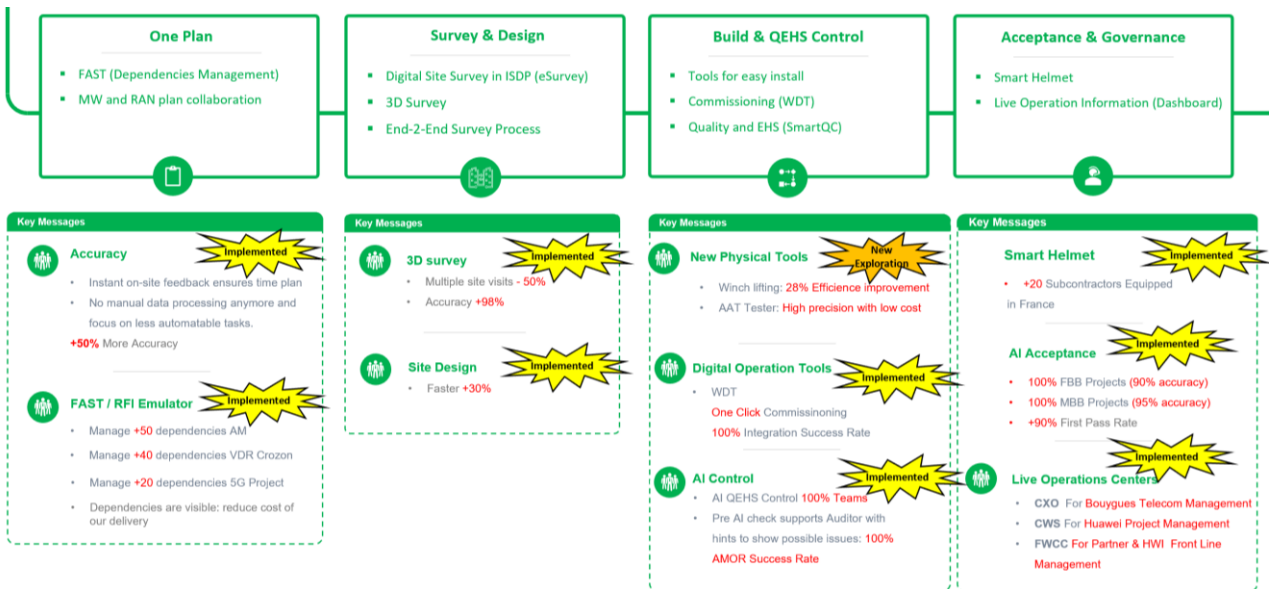 One Plan
FAST (Dependencies Management)
MW and RAN plan collaboration
Survey & Design
Digital Site Survey in ISDP (eSurvey)
3D Survey
End-2-End Survey Process
Build & QEHS Control
Tools for easy install
Commissioning (WDT)
Quality and EHS (SmartQC)
Acceptance & Governance
Smart Helmet
Live Operation Information (Dashboard)
Key Messages
Accuracy
Implemented
Instant on-site feedback ensures time plan
No manual data processing anymore and
focus on less automatable tasks.
+50% More Accuracy
FAST / RFI Emulator
Implemented
Manage +50 dependencies AM
Manage +40 dependencies VDR Crozon
Manage +20 dependencies 5G Project
Dependencies are visible: reduce cost of
our delivery
Key Messages
3D survey
Implemented
Multiple site visits - 50%
Accuracy +98%
Site Design
Implemented
Faster +30%
Key Messages
New Physical Tools
New
Exploration
Winch lifting: 28% Efficience improvement
AAT Tester: High precision with low cost
Digital Operation Tools
Implemented
WDT
One Click Commissinoning
100% Integration Success Rate
AI Control
Implemented
AI QEHS Control 100% Teams
Pre AI check supports Auditor with
hints to show possible issues: 100%
AMOR Success Rate
Key Messages
Smart Helmet
Implemented
+20 Subcontractors Equipped
in France
AI Acceptance
Implemented
100% FBB Projects (90% accuracy)
100% MBB Projects (95% accuracy)
+90% First Pass Rate
Implemented
Live Operations Centers
CXO For Bouygues Telecom Management
CWS For Huawei Project Management
FWCC For Partner & HWI Front Line
Management